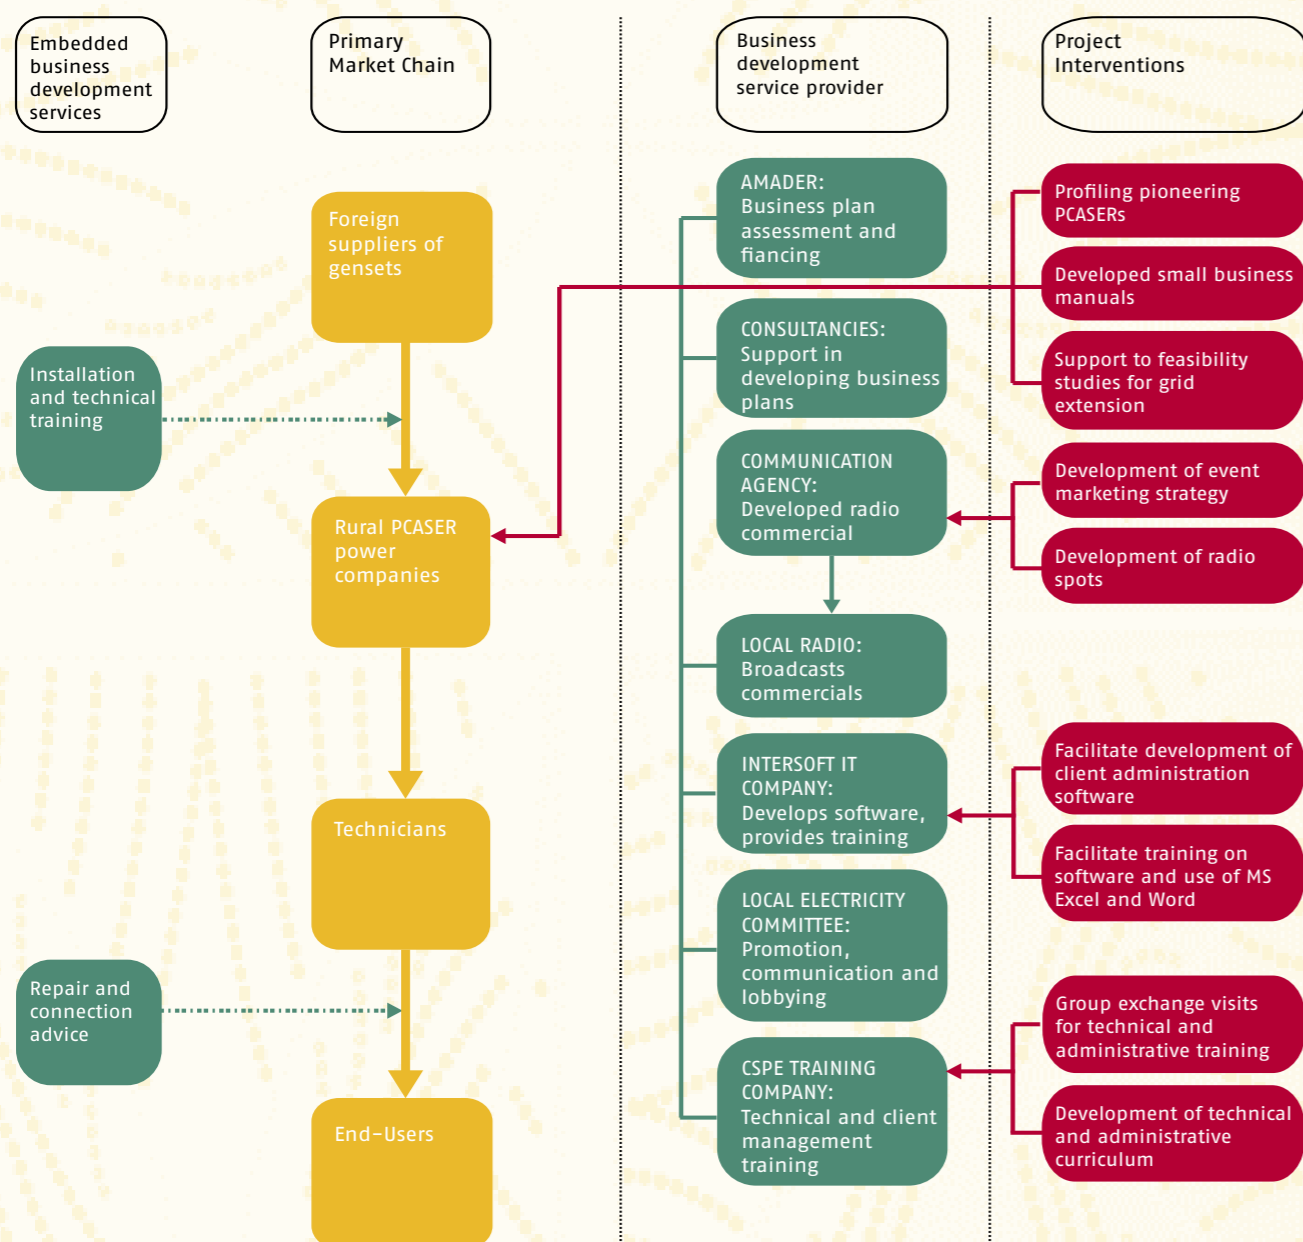 Embedded
business
development
services
Primary
Market Chain
Business
development
service provider
Project
Interventions
Foreign
suppliers of
gensets
Installation
and technical
training
Rural PCASER
power
companies
Technicians
Repair and
connection
advice
End-Users
AMADER:
Business plan
assessment and
fiancing
CONSULTANCIES:
Support in
developing business
plans
COMMUNICATION
AGENCY:
Developed radio
commercial
LOCAL RADIO:
Broadcasts
commercials
INTERSOFT IT
COMPANY:
Develops software,
provides training
LOCAL ELECTRICITY
COMMITTEE:
Promotion,
communication and
lobbying
CSPE TRAINING
COMPANY:
Technical and client
management
training
Profiling pioneering
PCASERs
Developed small business
manuals
Support to feasibility
studies for grid
extension
Development of event
marketing strategy
Development of radio
spots
Facilitate development of
client administration
software
Facilitate training on
software and use of MS
Excel and Word
Group exchange visits
for technical and
administrative training
Development of technical
and administrative
curriculum